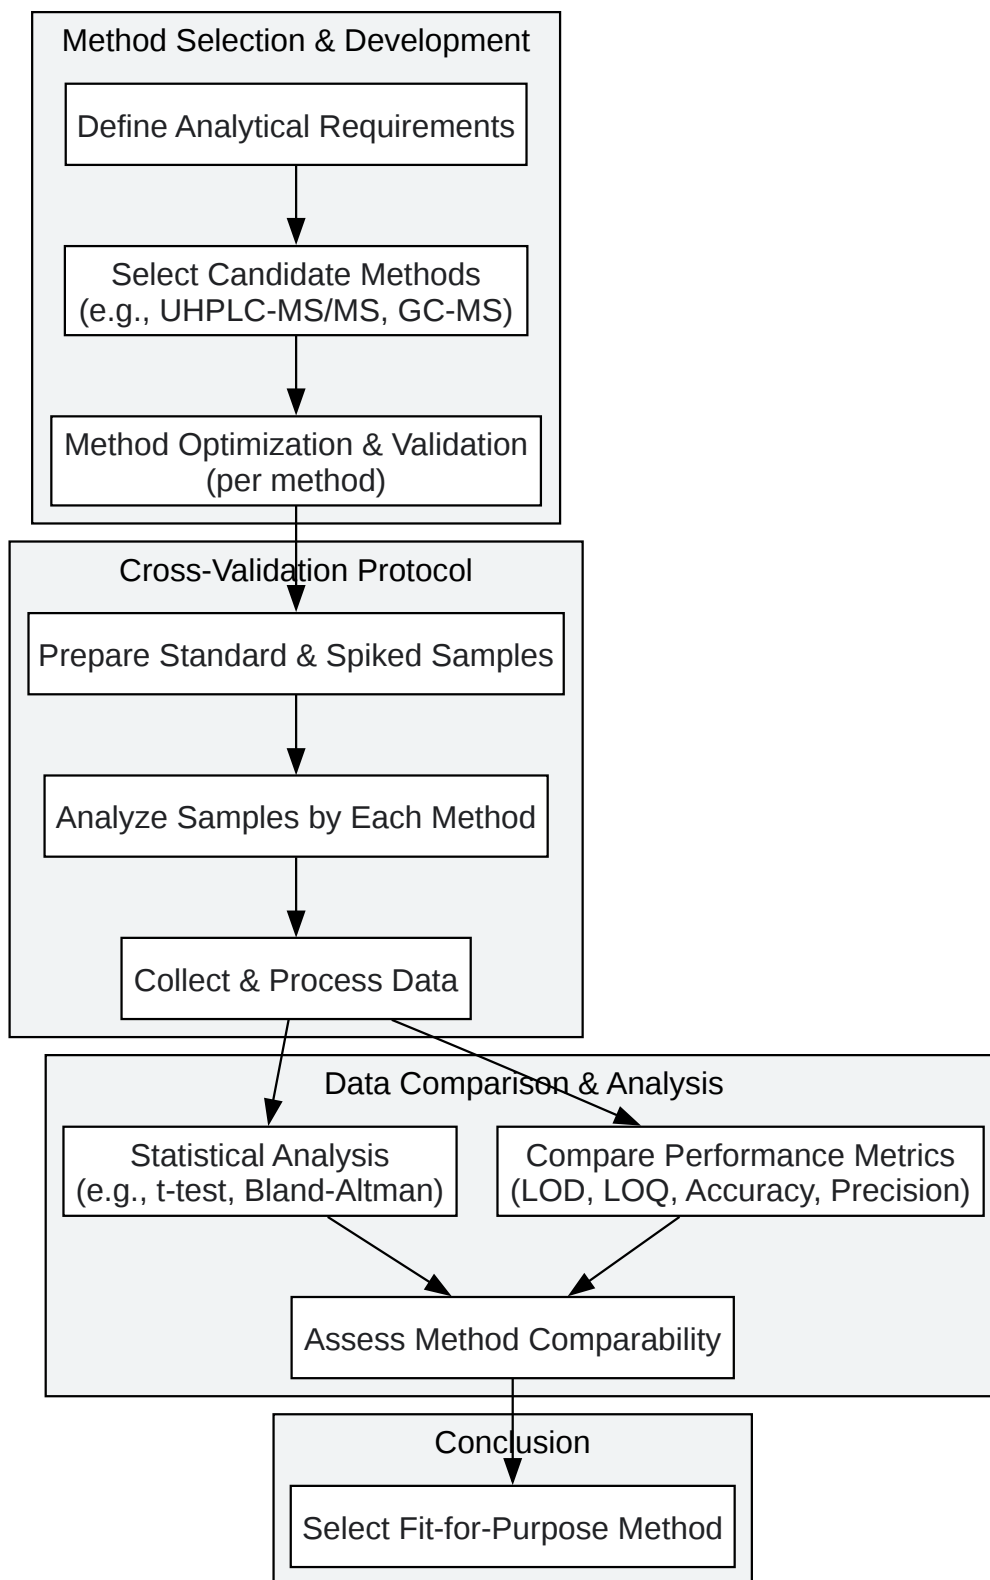 Method Selection & Development
Define Analytical Requirements
Select Candidate Methods
(e.g., UHPLC-MS/MS, GC-MS)
Method Optimization & Validation
(per method)
Cross-Validation Protocol
Prepare Standard & Spiked Samples
Analyze Samples by Each Method
Collect & Process Data
Data Comparison & Analysis
Statistical Analysis
(e.g., t-test, Bland-Altman)
Compare Performance Metrics
(LOD, LOQ, Accuracy, Precision)
Assess Method Comparability
Conclusion
Select Fit-for-Purpose Method